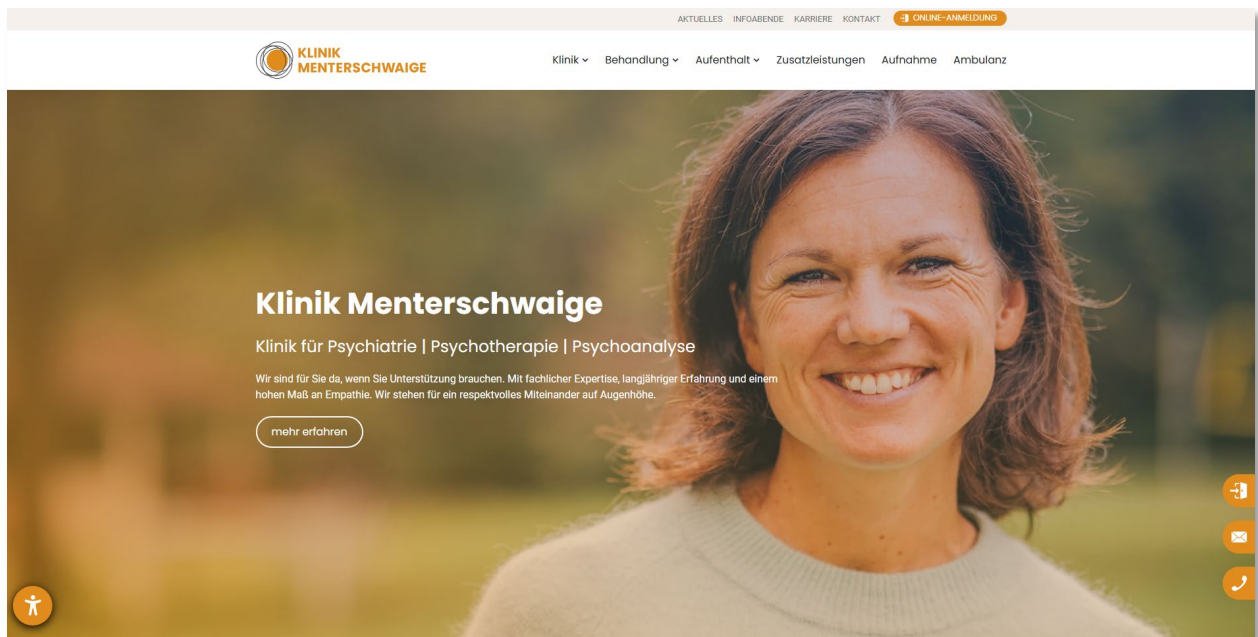 AKTUELLES INFOABENDE KARRIERE KONTAKT ONLINE-ANMELDUNG
KLINIK
MENTERSCHWAIGE
Klinik Behandlung Aufenthalt Zusatzleistungen Aufnahme Ambulanz
Klinik Menterschwaige
Klinik für Psychiatrie | Psychotherapie | Psychoanalyse
Wir sind für Sie da, wenn Sie Unterstützung brauchen. Mit fachlicher Expertise, langjähriger Erfahrung und einem
hohen Maß an Empathie. Wir stehen für ein respektvolles Miteinander auf Augenhöhe.
mehr erfahren